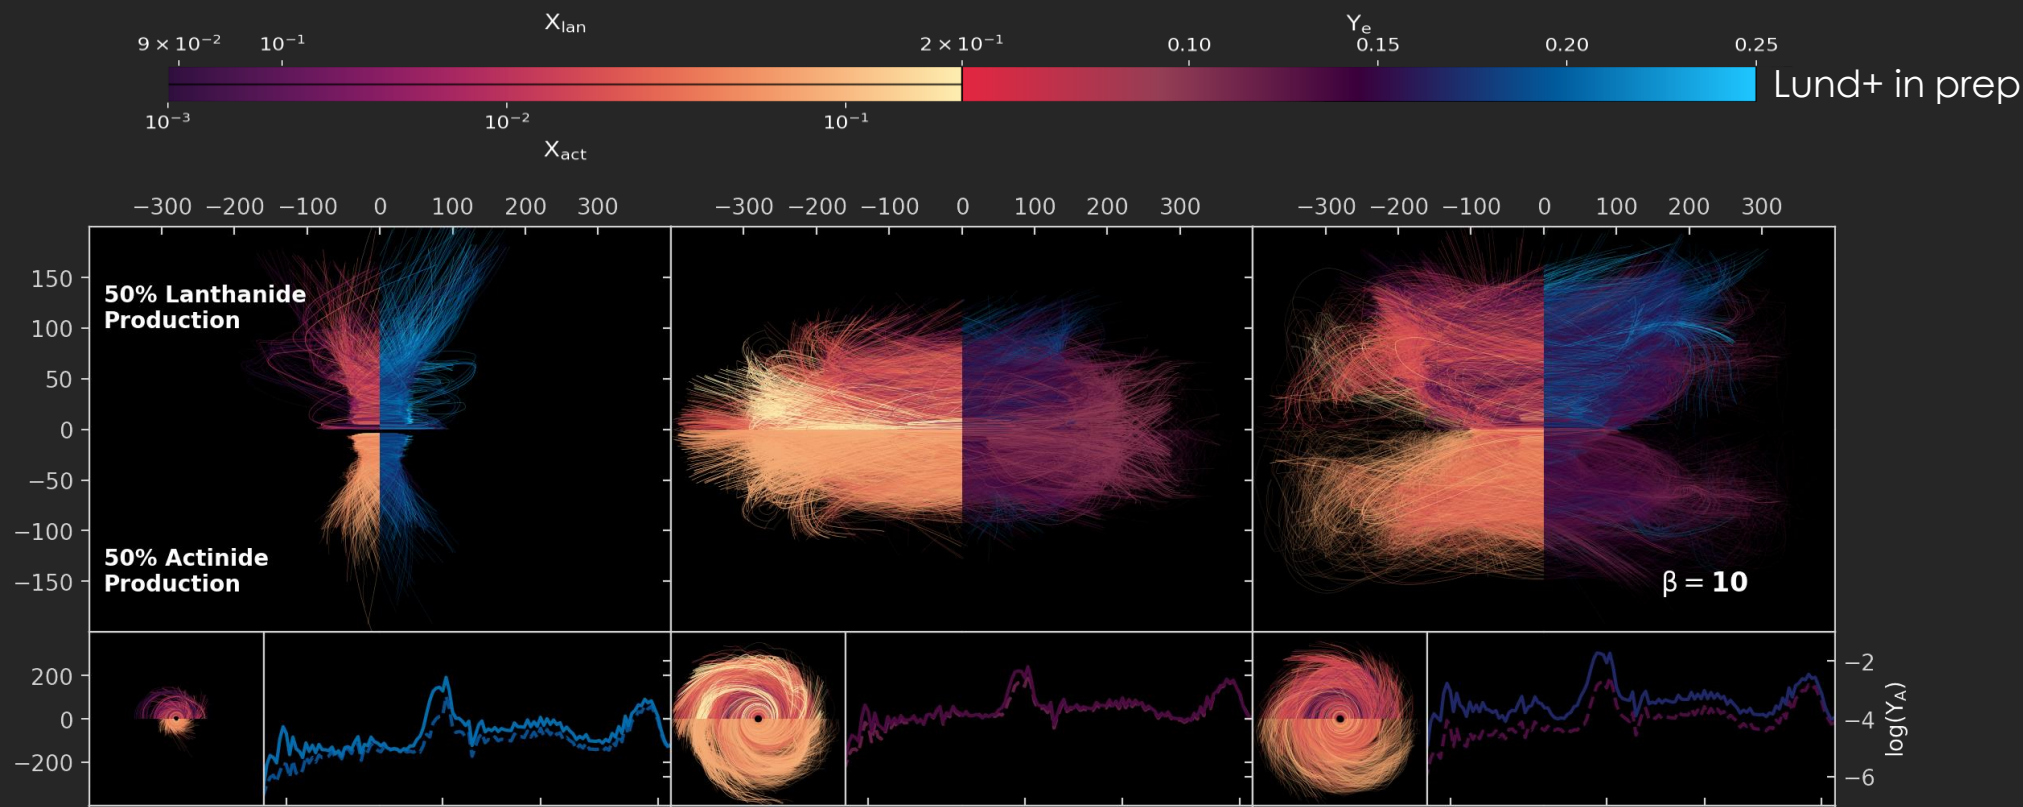 X_lan
Y_e
9 × 10⁻² 10⁻¹ 2 × 10⁻¹ 0.10 0.15 0.20 0.25
Lund+ in prep
10⁻³ 10⁻² 10⁻¹
X_act
−300 −200 −100 0 100 200 300 −300 −200 −100 0 100 200 300 −300 −200 −100 0 100 200 300
150
50% Lanthanide
Production
100
50
0
−50
−100
50% Actinide
Production
−150
β = 10
200
0
−200
−2
−4
−6
log(Y_A)